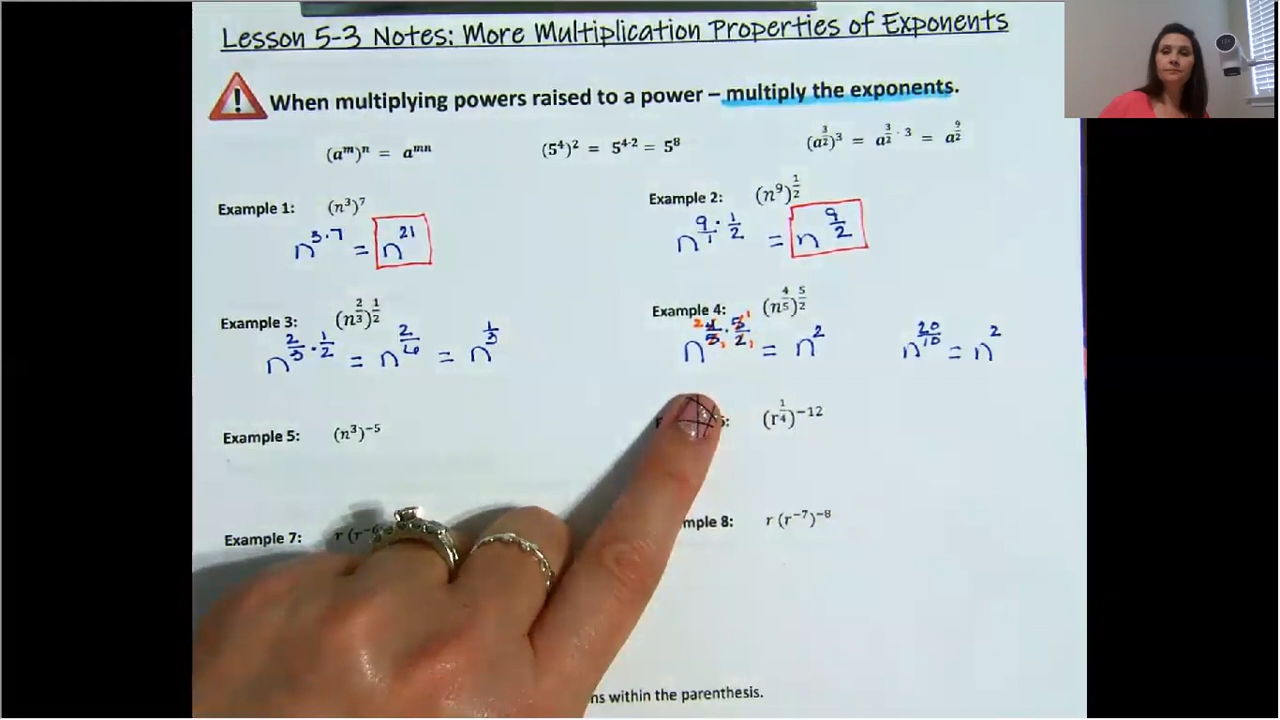 Lesson 5-3 Notes: More Multiplication Properties of Exponents
! When multiplying powers raised to a power – multiply the exponents.
(a^m)^n = a^{mn} (5^4)^2 = 5^{4·2} = 5^8 (a^{3/2})^3 = a^{3/2 · 3} = a^{9/2}
Example 1: (n^3)^7
n^{3·7} = n^{21}
Example 2: (n^9)^{1/2}
n^{9/1 · 1/2} = n^{9/2}
Example 3: (n^{2/3})^{1/2}
n^{2/3 · 1/2} = n^{2/6} = n^{1/3}
Example 4: (n^{4/5})^{5/2}
n^{4/5 · 5/2} = n^2 n^{20/10} = n^2
2 1
1 1
Example 5: (n^3)^{-5}
(r^{1/4})^{-12}
Example 7:
mple 8: r (r^{-7})^{-8}
ns within the parenthesis.